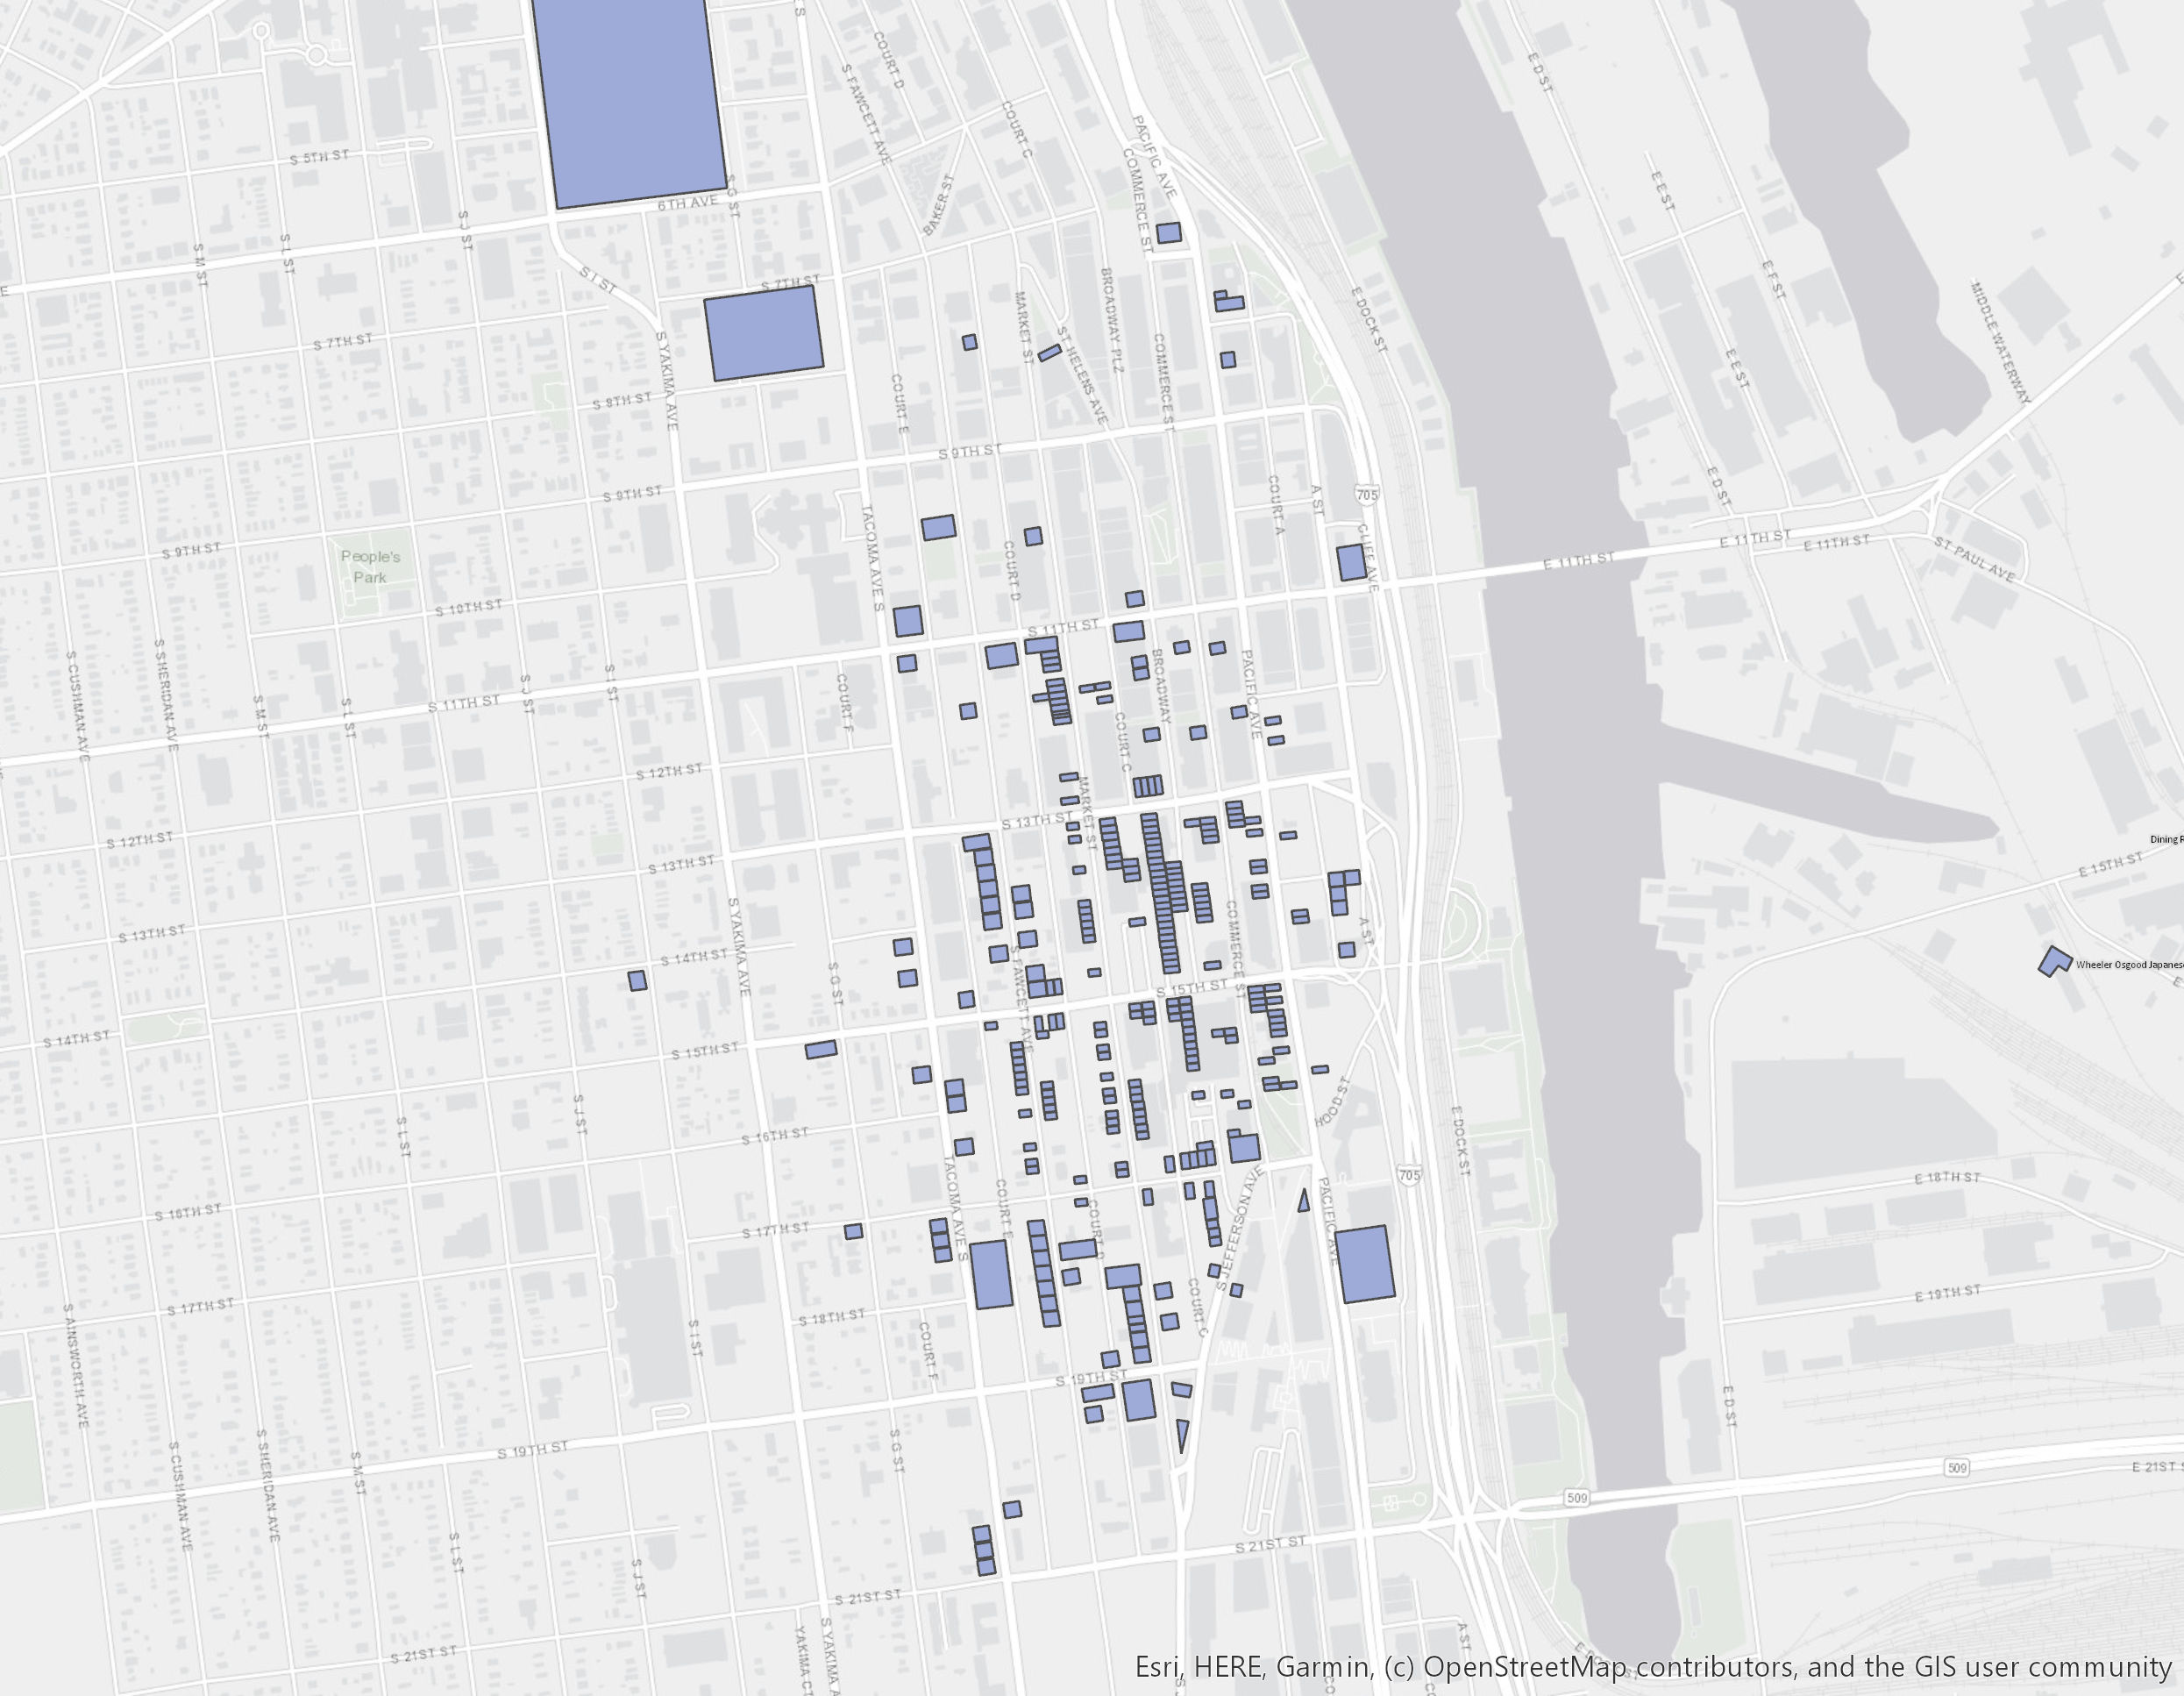 COURT D
S FAWCETT AVE
COURT C
E D ST
S 5TH ST
PACIFIC AVE
COMMERCE ST
S G ST
6TH AVE
BAKER ST
E E ST
S J ST
S L ST
S M ST
S I ST
S 7TH ST
E F ST
MIDDLE WATERWAY
E DOCK ST
MARKET ST
BROADWAY PLZ
ST HELENS AVE
COMMERCE ST
S 7TH ST
S YAKIMA AVE
COURT E
E E ST
S 8TH ST
S 9TH ST
S 9TH ST
E D ST
705
COURT A
A ST
CLIFF AVE
TACOMA AVE S
S 9TH ST
People's
Park
COURT D
E 11TH ST
E 11TH ST
E 11TH ST
ST PAUL AVE
S 10TH ST
S 11TH ST
S CUSHMAN AVE
S SHERIDAN AVE
S M ST
S L ST
S 11TH ST
S J ST
S I ST
COURT F
BROADWAY
PACIFIC AVE
COURT C
S 12TH ST
MARKET ST
S 13TH ST
S 12TH ST
S 13TH ST
Dining R
E 15TH ST
S 13TH ST
S YAKIMA AVE
S 14TH ST
S G ST
S FAWCETT AVE
COMMERCE ST
A ST
Wheeler Osgood Japanes
S 15TH ST
S 14TH ST
S 15TH ST
HOOD ST
E DOCK ST
S J ST
S L ST
S 16TH ST
TACOMA AVE S
COURT E
COURT D
S JEFFERSON AVE
PACIFIC AVE
705
E 18TH ST
S 16TH ST
S 17TH ST
S 17TH ST
S 18TH ST
COURT C
E 19TH ST
S AINSWORTH AVE
S I ST
COURT F
S 19TH ST
E D ST
S 19TH ST
S G ST
S CUSHMAN AVE
S SHERIDAN AVE
S M ST
509
509
E 21ST S
S L ST
S J ST
S 21ST ST
S 21ST ST
S 21ST ST
YAKIMA CT
S YAKIMA A
A ST
Esri, HERE, Garmin, (c) OpenStreetMap contributors, and the GIS user community